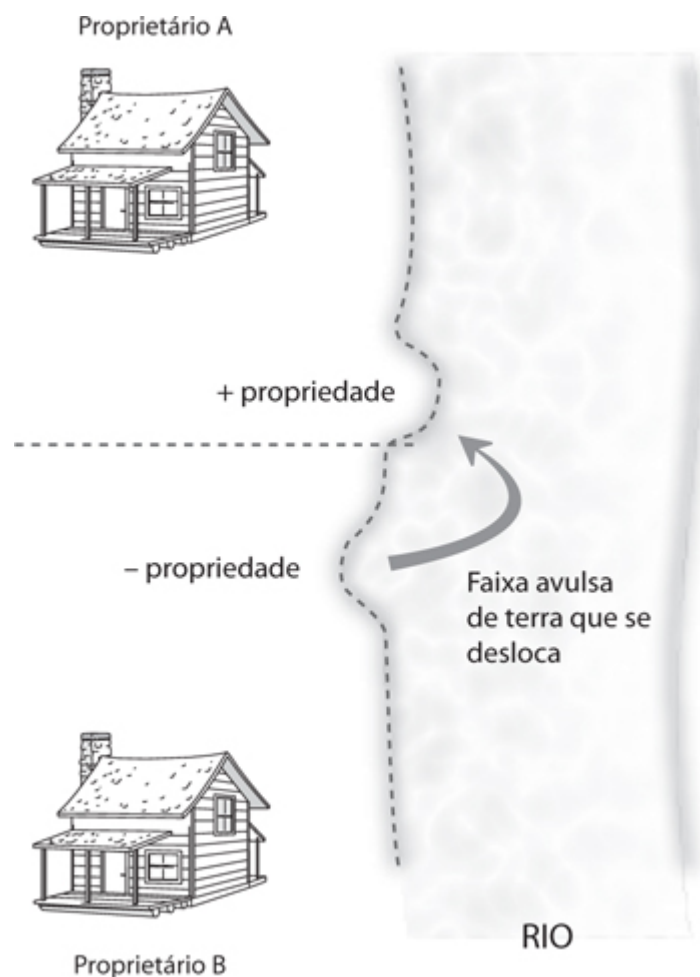 Proprietário A
+ propriedade
– propriedade
Faixa avulsa
de terra que se
desloca
RIO
Proprietário B